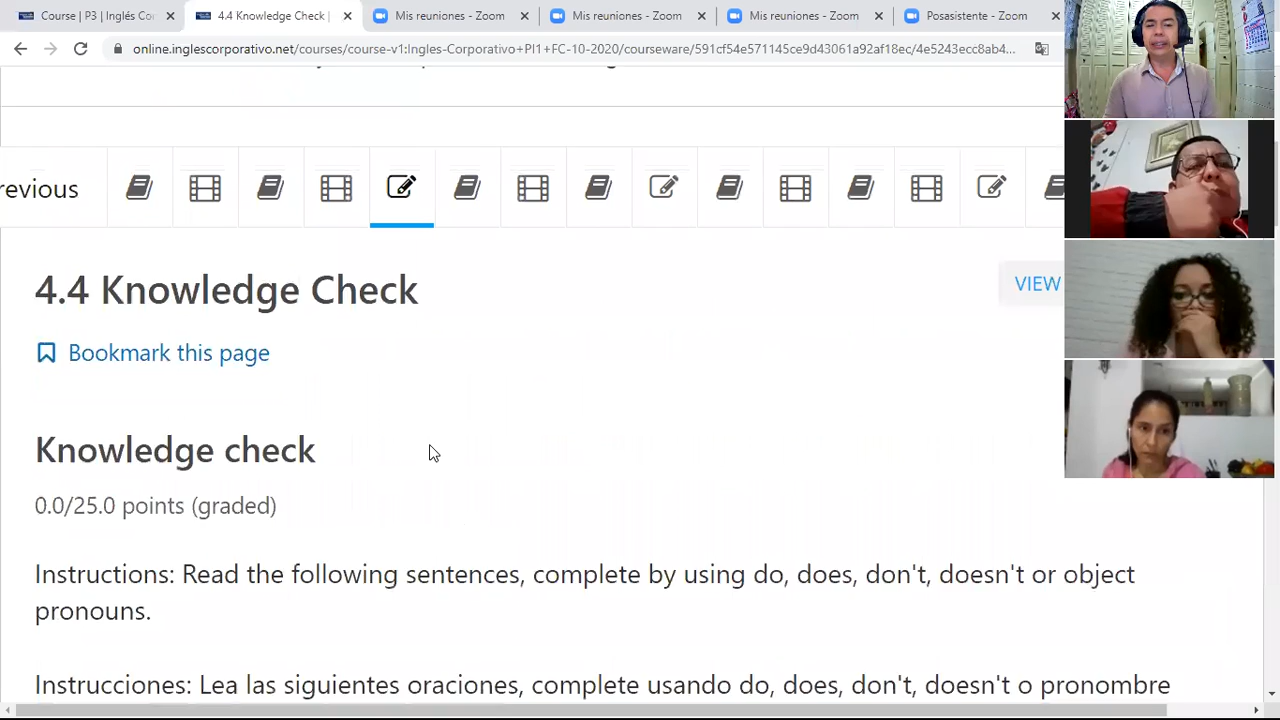 Course | P3 | Inglés Co
4.4 Knowledge Check |
Mis reuniones - Zoom
Mis reuniones - Zoom
Mis reuniones - Zoom
Posasistente - Zoom
online.inglescorporativo.net/courses/course-v1:Ingles-Corporativo+PI1+FC-10-2020/courseware/591cf54e571145ce9d43061a92af18ec/4e5243ecc8ab4...
revious
4.4 Knowledge Check
VIEW
Bookmark this page
Knowledge check
0.0/25.0 points (graded)
Instructions: Read the following sentences, complete by using do, does, don't, doesn't or object
pronouns.
Instrucciones: Lea las siguientes oraciones, complete usando do, does, don't, doesn't o pronombre